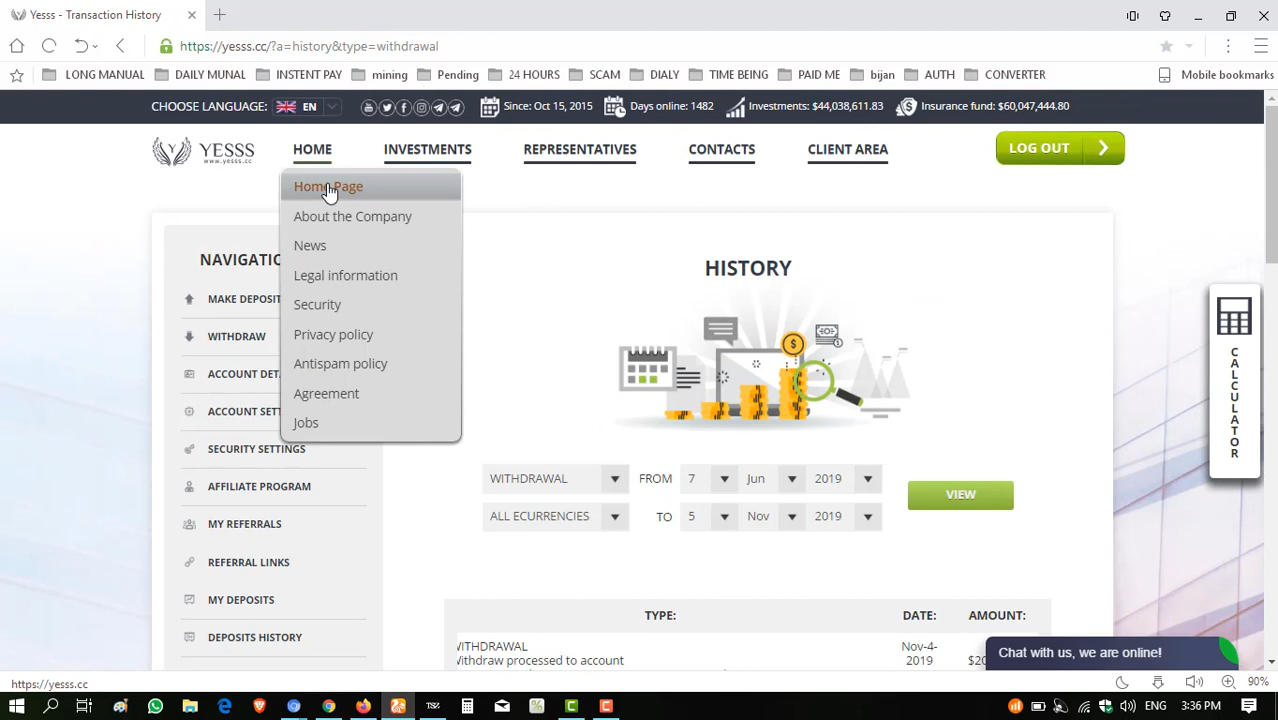 Yesss - Transaction History
https://yesss.cc/?a=history&type=withdrawal
LONG MANUAL
DAILY MUNAL
INSTENT PAY
mining
Pending
24 HOURS
SCAM
DIALY
TIME BEING
PAID ME
bijan
AUTH
CONVERTER
Mobile bookmarks
CHOOSE LANGUAGE:
EN
Since: Oct 15, 2015
Days online: 1482
Investments: $44,038,611.83
Insurance fund: $60,047,444.80
YESSS
www.yesss.cc
HOME
INVESTMENTS
REPRESENTATIVES
CONTACTS
CLIENT AREA
LOG OUT
Home Page
About the Company
News
Legal information
Security
Privacy policy
Antispam policy
Agreement
Jobs
NAVIGATIO
MAKE DEPOSIT
WITHDRAW
ACCOUNT DETA
ACCOUNT SETT
SECURITY SETTINGS
AFFILIATE PROGRAM
MY REFERRALS
REFERRAL LINKS
MY DEPOSITS
DEPOSITS HISTORY
HISTORY
WITHDRAWAL
FROM
7
Jun
2019
ALL ECURRENCIES
TO
5
Nov
2019
VIEW
TYPE:
DATE:
AMOUNT:
WITHDRAWAL
Withdraw processed to account
Nov-4-
2019
$20
CALCULATOR
Chat with us, we are online!
https://yesss.cc
90%
ENG
3:36 PM